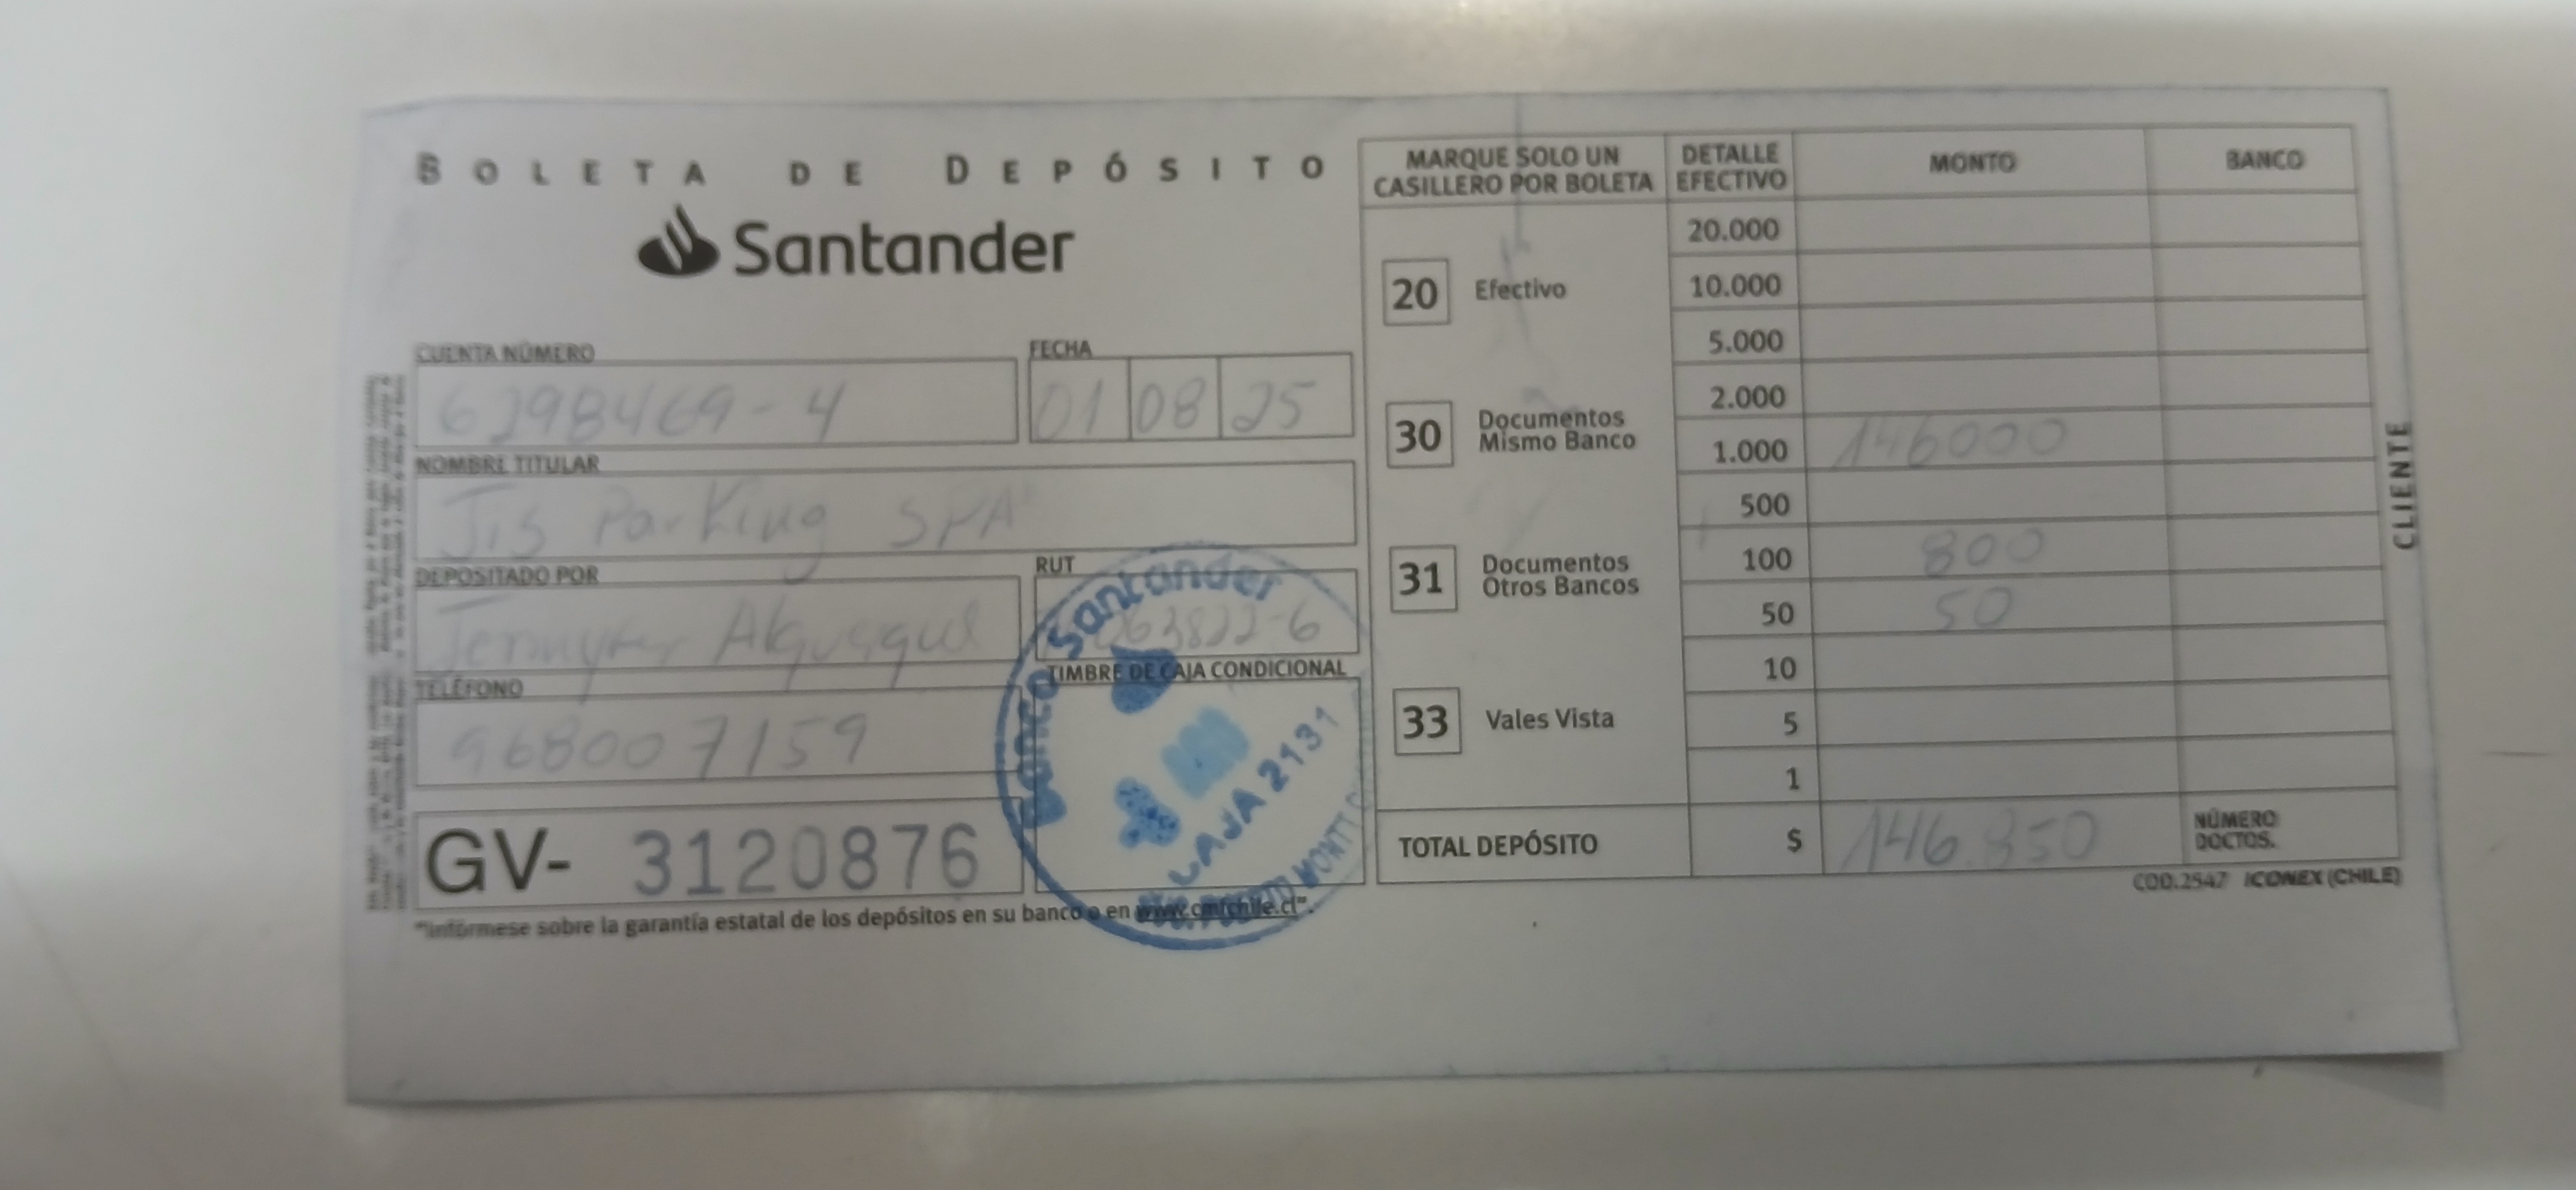 BOLETA DE DEPÓSITO
Santander
CUENTA NÚMERO
6298469-4
FECHA
01 08 25
NOMBRE TITULAR
Jis Parking SPA
DEPOSITADO POR
RUT
63822-6
TELÉFONO
968007159
TIMBRE DE CAJA CONDICIONAL
Banco Santander
CAJA 2131
PUERTO MONTT
GV- 3120876
"Infórmese sobre la garantía estatal de los depósitos en su banco o en www.cmfchile.cl".
MARQUE SOLO UN
CASILLERO POR BOLETA
20 Efectivo
30 Documentos
Mismo Banco
31 Documentos
Otros Bancos
33 Vales Vista
DETALLE
EFECTIVO
MONTO
BANCO
20.000
10.000
5.000
2.000
1.000 146000
500
100 800
50 50
10
5
1
TOTAL DEPÓSITO $ 146.850
NÚMERO
DOCTOS.
COD.2547 ICONEX (CHILE)
CLIENTE